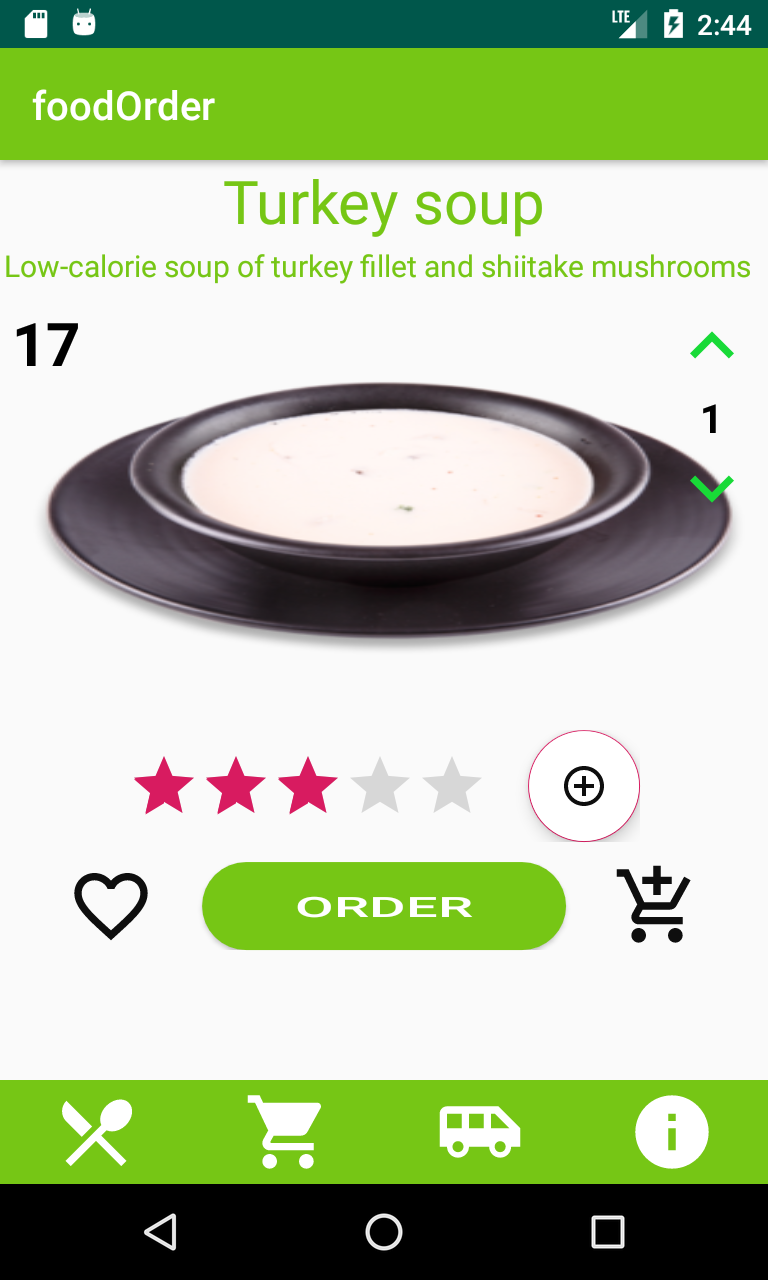 LTE 2:44
foodOrder
Turkey soup
Low-calorie soup of turkey fillet and shiitake mushrooms
17
1
ORDER